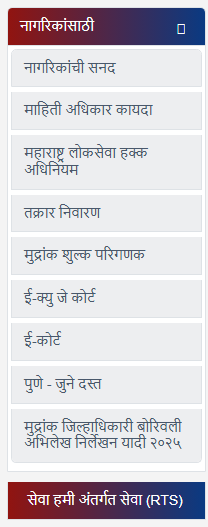 नागरिकांसाठी
नागरिकांची सनद
माहिती अधिकार कायदा
महाराष्ट्र लोकसेवा हक्क
अधिनियम
तक्रार निवारण
मुद्रांक शुल्क परिगणक
ई-क्यु जे कोर्ट
ई-कोर्ट
पुणे - जुने दस्त
मुद्रांक जिल्हाधिकारी बोरिवली
अभिलेख निर्लेखन यादी २०२५
सेवा हमी अंतर्गत सेवा (RTS)